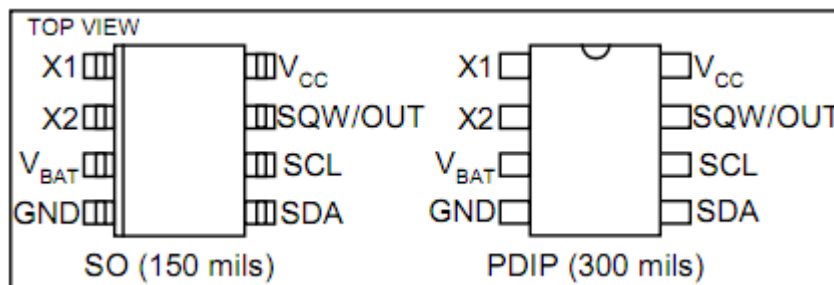 TOP VIEW
X1 VCC X1 VCC
X2 SQW/OUT X2 SQW/OUT
VBAT SCL VBAT SCL
GND SDA GND SDA
SO (150 mils) PDIP (300 mils)